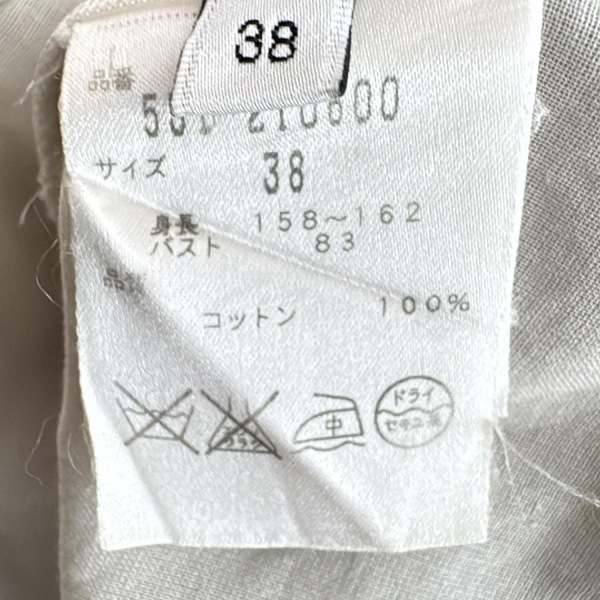 38
品番
サイズ 38
身長 158～162
バスト 83
コットン 100%
中
ドライ
セキユ系